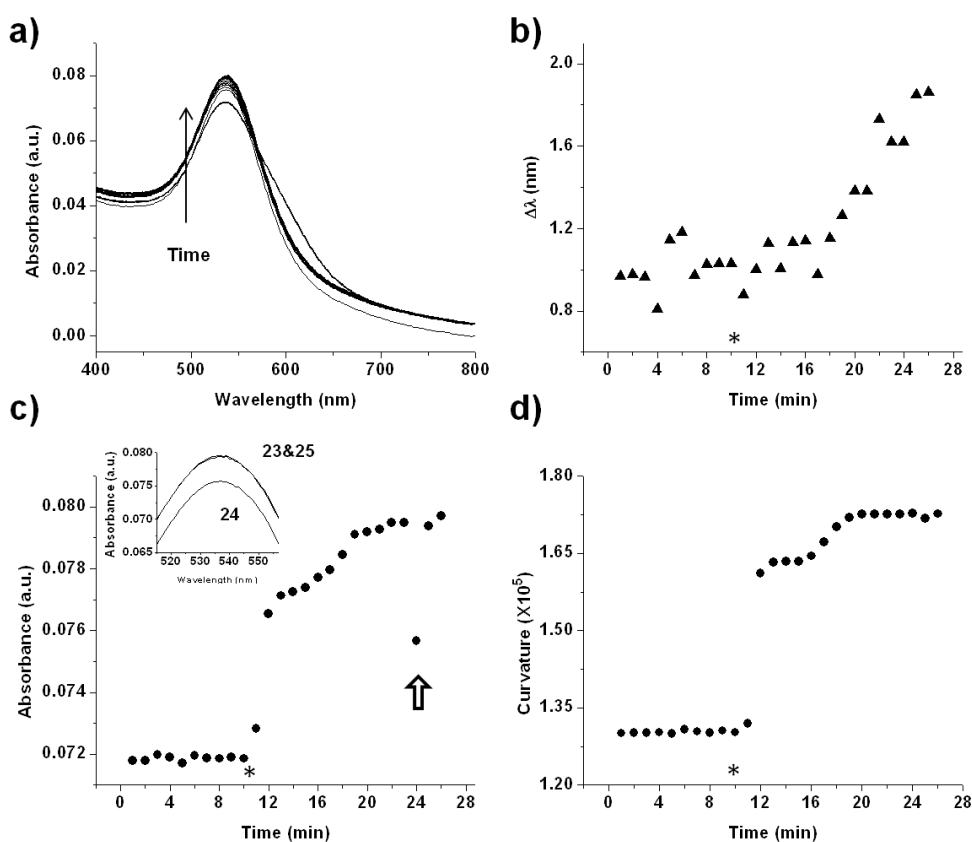 a)
0.08
0.06
0.04
0.02
0.00
Absorbance (a.u.)
Time
400 500 600 700 800
Wavelength (nm)
b)
2.0
1.6
1.2
0.8
Δλ (nm)
*
0 4 8 12 16 20 24 28
Time (min)
c)
0.080
0.078
0.076
0.074
0.072
Absorbance (a.u.)
0.080
0.075
0.070
0.065
Absorbance (a.u.)
23&25
24
520 530 540 550
Wavelength (nm)
*
0 4 8 12 16 20 24 28
Time (min)
d)
1.80
1.65
1.50
1.35
1.20
Curvature (X10⁵)
*
0 4 8 12 16 20 24 28
Time (min)